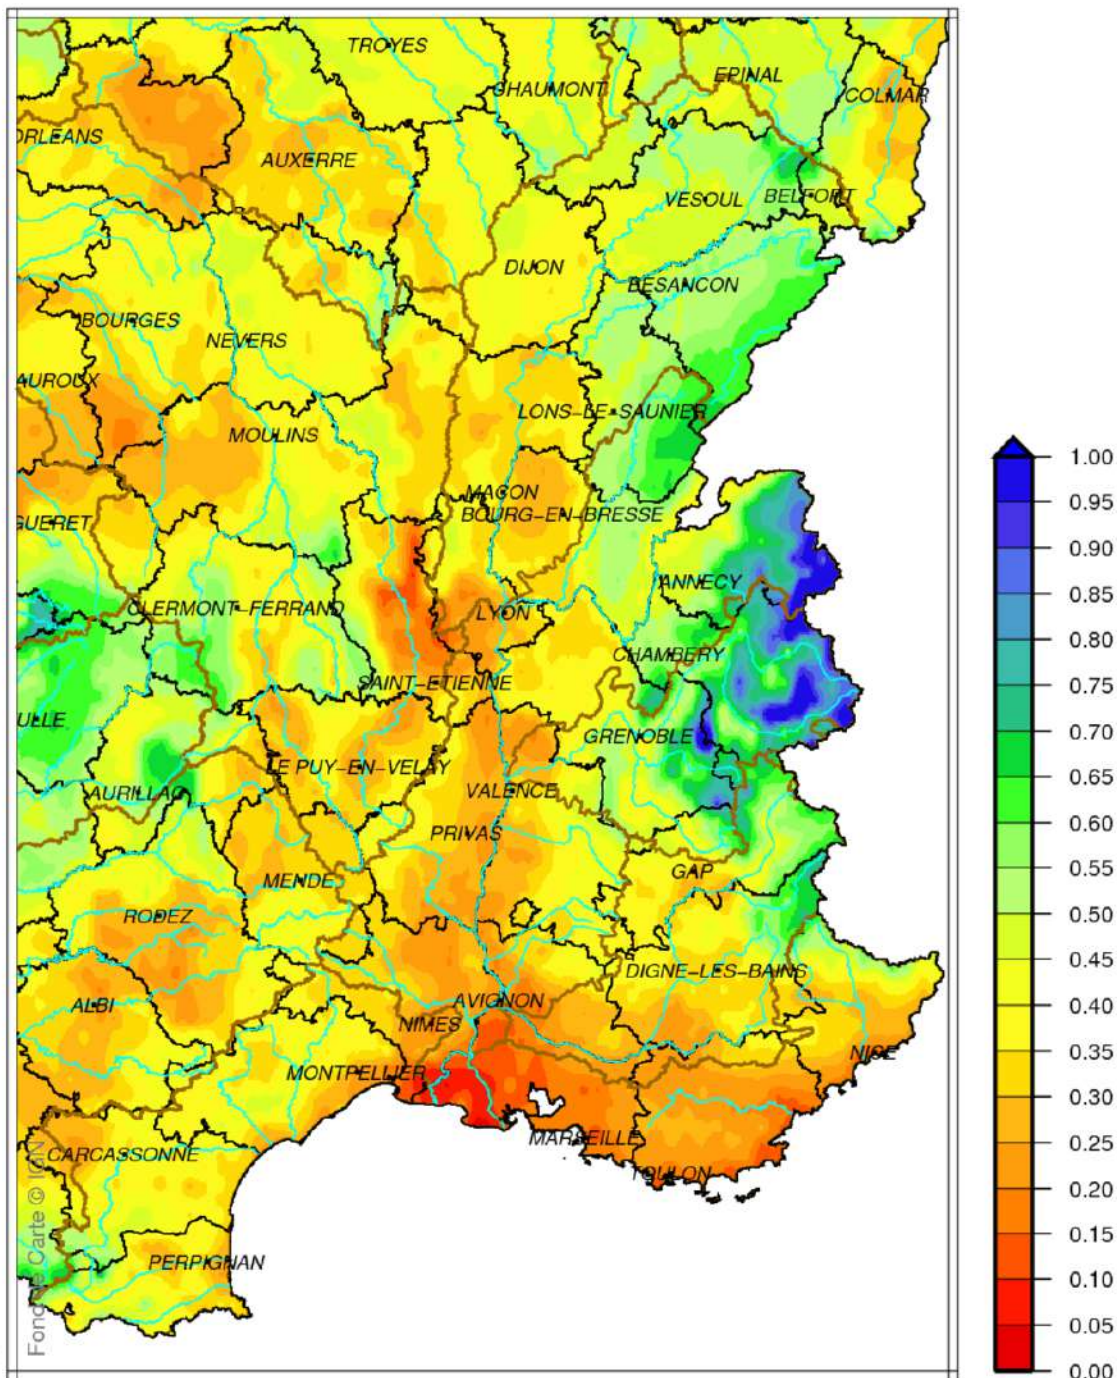 TROYES
CHAUMONT
EPINAL
COLMAR
ORLEANS
AUXERRE
VESOUL
BELFORT
DIJON
BESANCON
BOURGES
NEVERS
AUROUX
LONS-LE-SAUNIER
MOULINS
MACON
BOURG-EN-BRESSE
GUERET
ANNECY
CLERMONT-FERRAND
LYON
CHAMBERY
SAINT-ETIENNE
ULLE
GRENOBLE
LE PUY-EN-VELAY
AURILLAC
VALENCE
PRIVAS
GAP
MENDE
RODEZ
DIGNE-LES-BAINS
ALBI
AVIGNON
NIMES
NICE
MONTPELLIER
MARSEILLE
CARCASSONNE
TOULON
PERPIGNAN
Fond de Carte © IGN
1.00
0.95
0.90
0.85
0.80
0.75
0.70
0.65
0.60
0.55
0.50
0.45
0.40
0.35
0.30
0.25
0.20
0.15
0.10
0.05
0.00